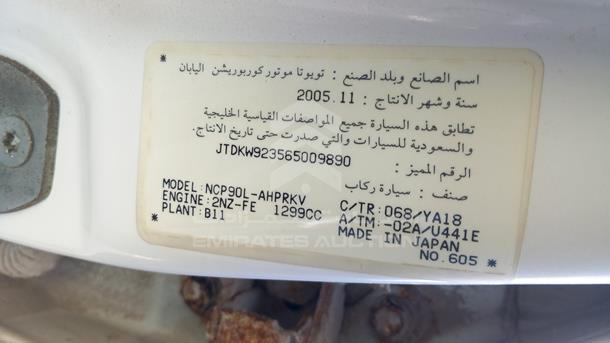 اسم الصانع وبلد الصنع : تويوتا موتور كوربوريشن اليابان
سنة وشهر الانتاج : 2005.11
تطابق هذه السيارة جميع المواصفات القياسية الخليجية
والسعودية للسيارات والتي صدرت حتى تاريخ الانتاج.
الرقم المميز : JTDKW923565009890
صنف : سيارة ركاب
MODEL:NCP90L-AHPRKV C/TR:068/YA18
ENGINE:2NZ-FE 1299CC A/TM:-02A/U441E
PLANT:B11 MADE IN JAPAN
NO.605
EMIRATES AUCTION